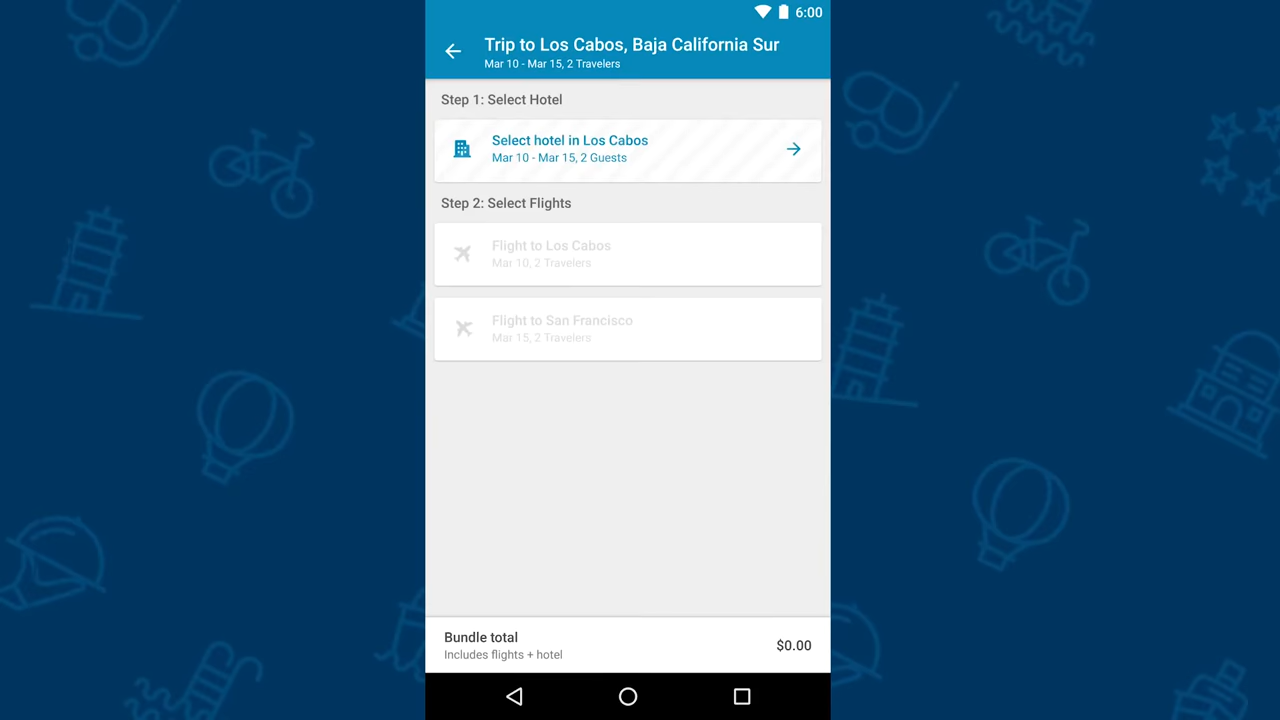 6:00
Trip to Los Cabos, Baja California Sur
Mar 10 - Mar 15, 2 Travelers
Step 1: Select Hotel
Select hotel in Los Cabos
Mar 10 - Mar 15, 2 Guests
Step 2: Select Flights
Flight to Los Cabos
Mar 10, 2 Travelers
Flight to San Francisco
Mar 15, 2 Travelers
Bundle total
$0.00
Includes flights + hotel